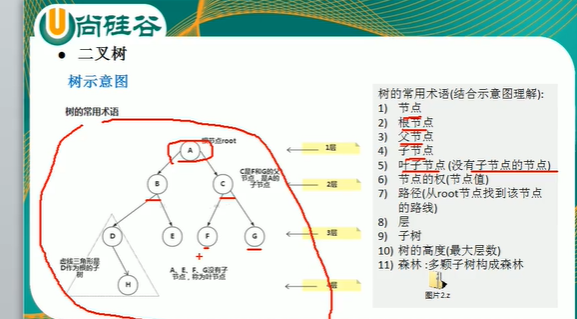 尚硅谷
● 二叉树
树示意图
树的常用术语
根节点root
A
1层
B
C
C是F和G的父
节点，是A的
子节点
2层
D
E
F
G
3层
虚线三角形是
D作为根的子
树
H
A、E、F、G没有子
节点，称为叶节点
4层
树的常用术语(结合示意图理解):
1) 节点
2) 根节点
3) 父节点
4) 子节点
5) 叶子节点 (没有子节点的节点)
6) 节点的权(节点值)
7) 路径(从root节点找到该节点
的路线)
8) 层
9) 子树
10) 树的高度(最大层数)
11) 森林 :多颗子树构成森林
图片2.z